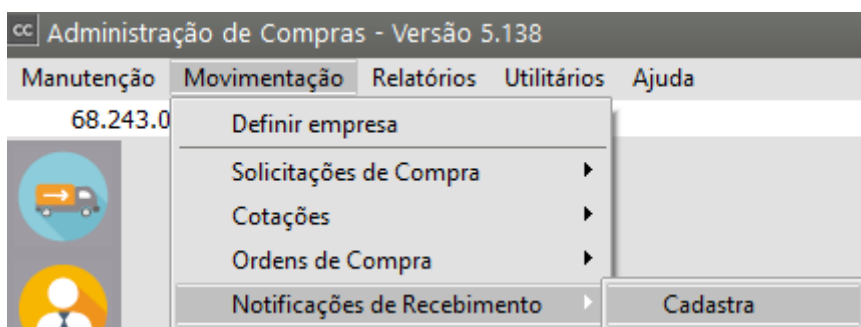 cc Administração de Compras - Versão 5.138
Manutenção Movimentação Relatórios Utilitários Ajuda
68.243.0 Definir empresa
Solicitações de Compra
Cotações
Ordens de Compra
Notificações de Recebimento Cadastra